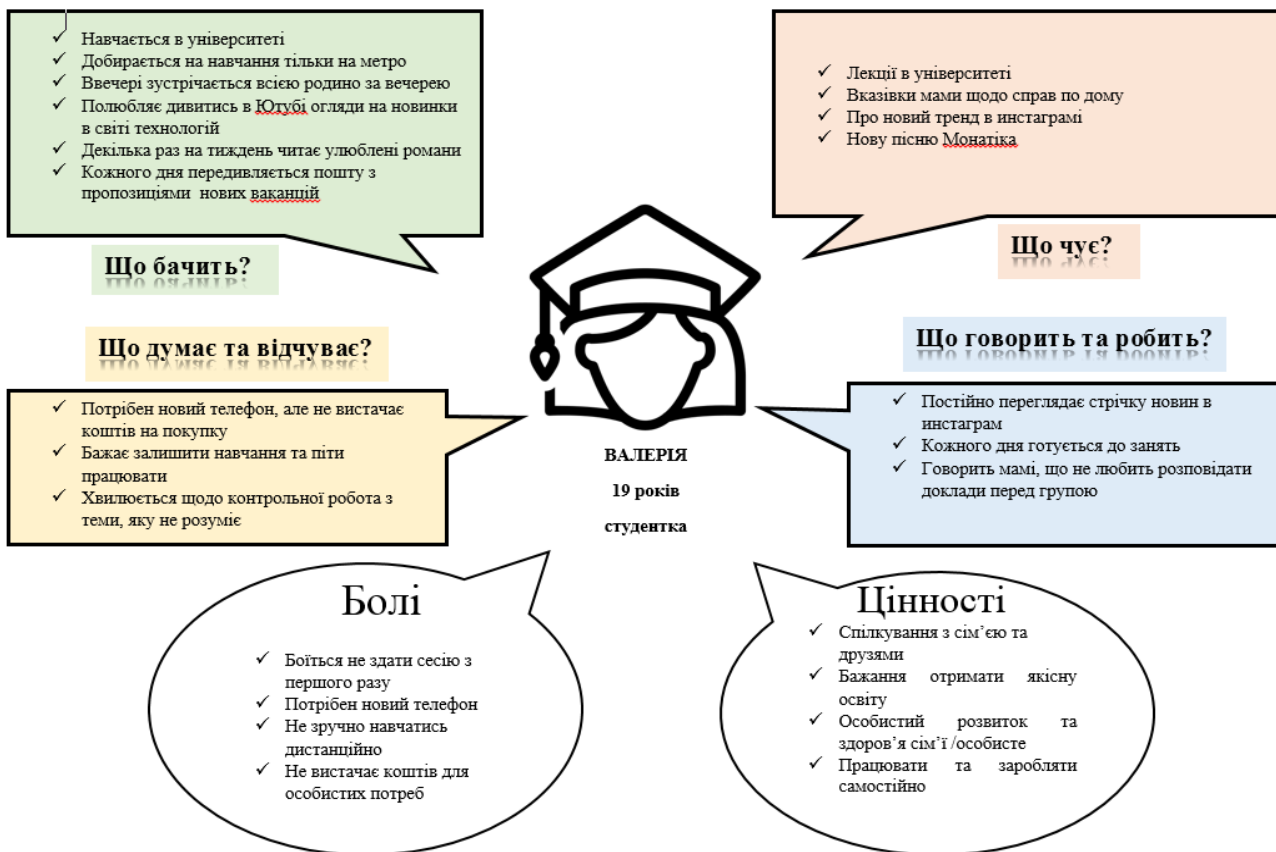 Навчається в університеті
Добирається на навчання тільки на метро
Ввечері зустрічається всією родино за вечерею
Полюбляє дивитись в Ютубі огляди на новинки
в світі технологій
Декілька раз на тиждень читає улюблені романи
Кожного дня передивляється пошту з
пропозиціями нових ваканцій
Що бачить?
Лекції в університеті
Вказівки мами щодо справ по дому
Про новий тренд в инстаграмі
Нову пісню Монатіка
Що чує?
Що думає та відчуває?
Потрібен новий телефон, але не вистачає
коштів на покупку
Бажає залишити навчання та піти
працювати
Хвилюється щодо контрольної робота з
теми, яку не розуміє
Що говорить та робить?
Постійно переглядає стрічку новин в
инстаграм
Кожного дня готується до занять
Говорить мамі, що не любить розповідати
доклади перед групою
ВАЛЕРІЯ
19 років
студентка
Болі
Боїться не здати сесію з
першого разу
Потрібен новий телефон
Не зручно навчатись
дистанційно
Не вистачає коштів для
особистих потреб
Цінності
Спілкування з сім’єю та
друзями
Бажання отримати якісну
освіту
Особистий розвиток та
здоров’я сім’ї /особисте
Працювати та заробляти
самостійно